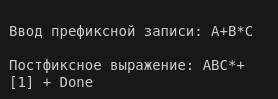 Ввод префиксной записи: A+B*C
Постфиксное выражение: ABC*+
[1] + Done